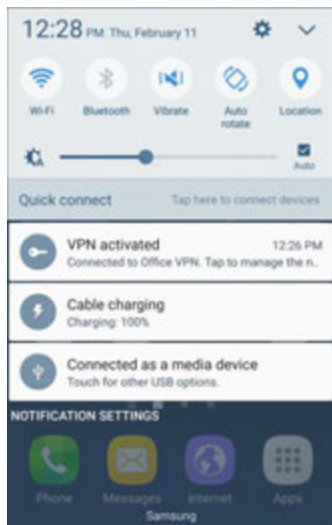 12:28 PM Thu, February 11
Wi-Fi Bluetooth Vibrate Auto rotate Location
Auto
Quick connect Tap here to connect devices
VPN activated 12:26 PM
Connected to Office VPN. Tap to manage the n..
Cable charging
Charging: 100%
Connected as a media device
Touch for other USB options.
NOTIFICATION SETTINGS
Phone Messages Internet Apps
Samsung